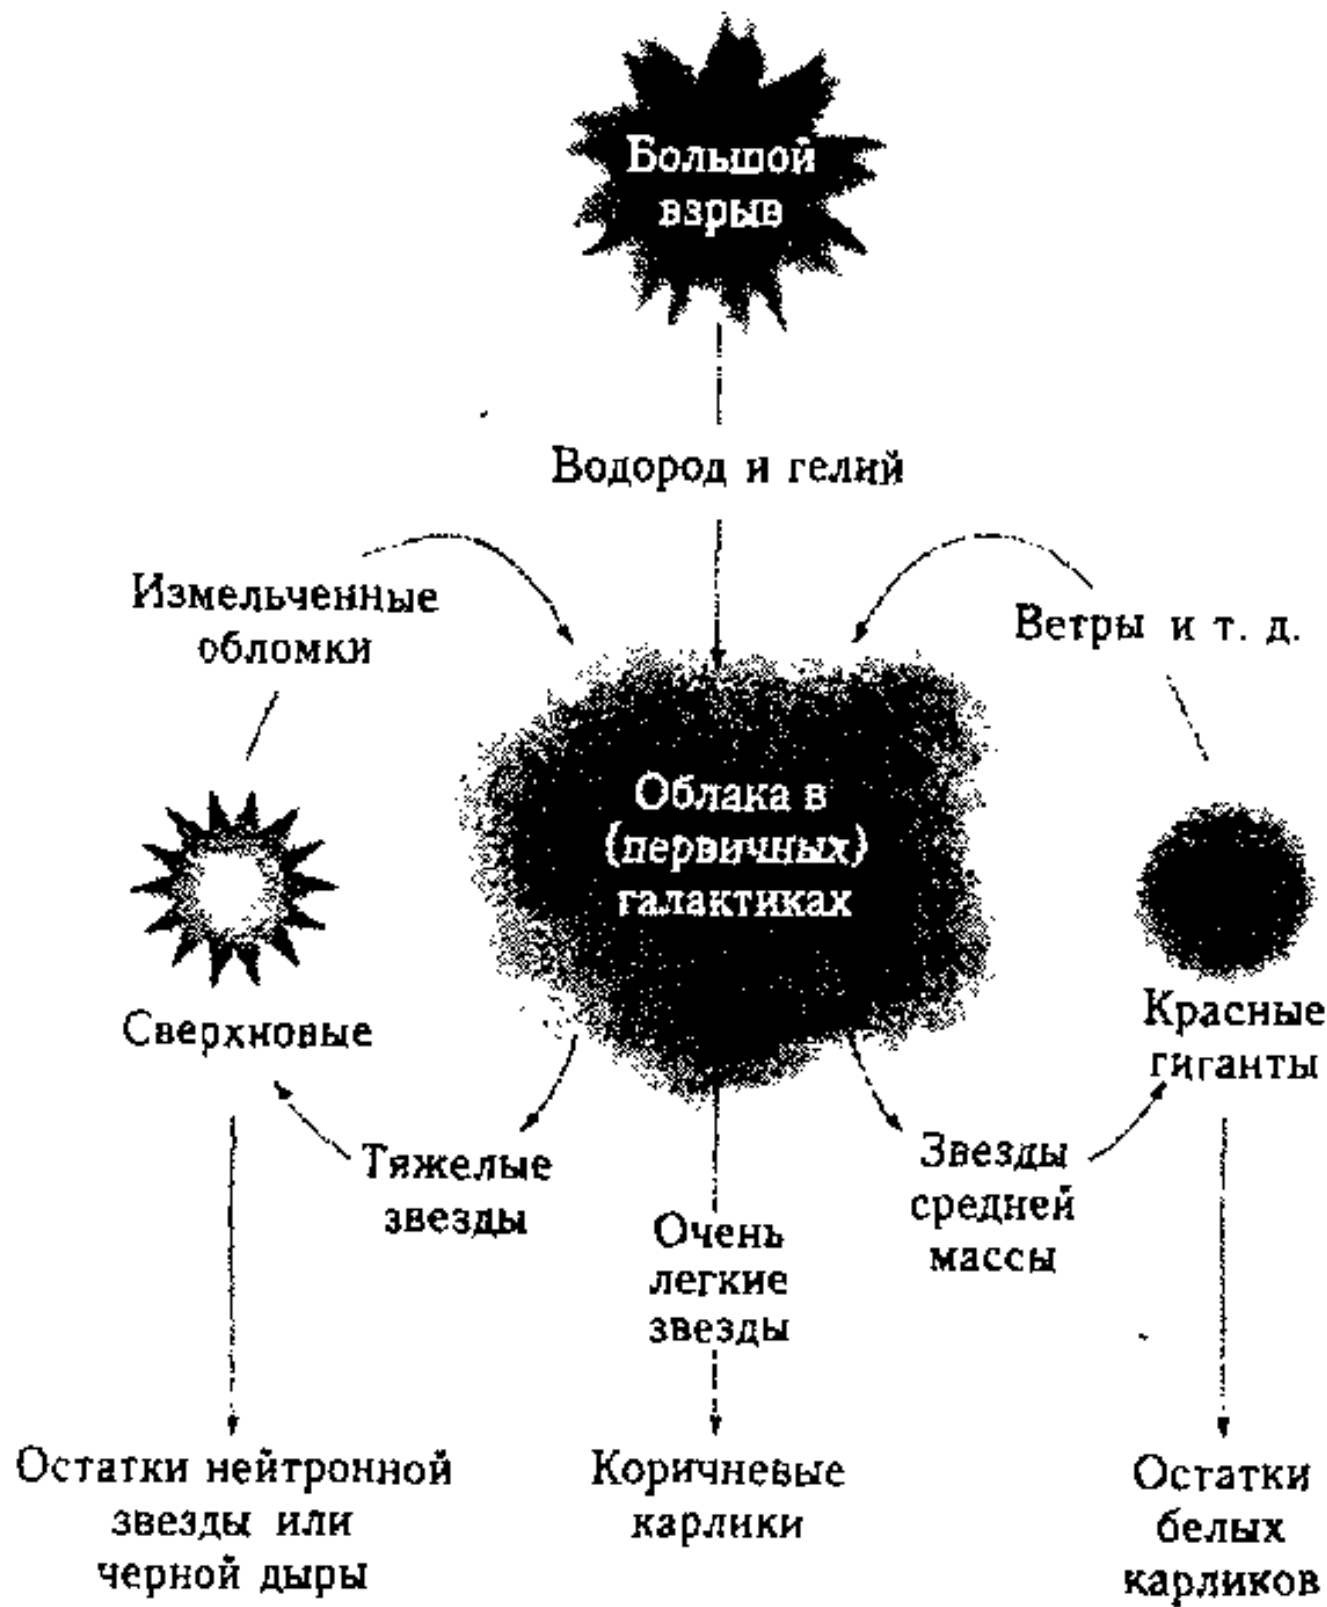 Большой
взрыв
Водород и гелий
Измельченные
обломки
Ветры и т. д.
Облака в
(первичных)
галактиках
Сверхновые
Красные
гиганты
Тяжелые
звезды
Очень
легкие
звезды
Звезды
средней
массы
Остатки нейтронной
звезды или
черной дыры
Коричневые
карлики
Остатки
белых
карликов